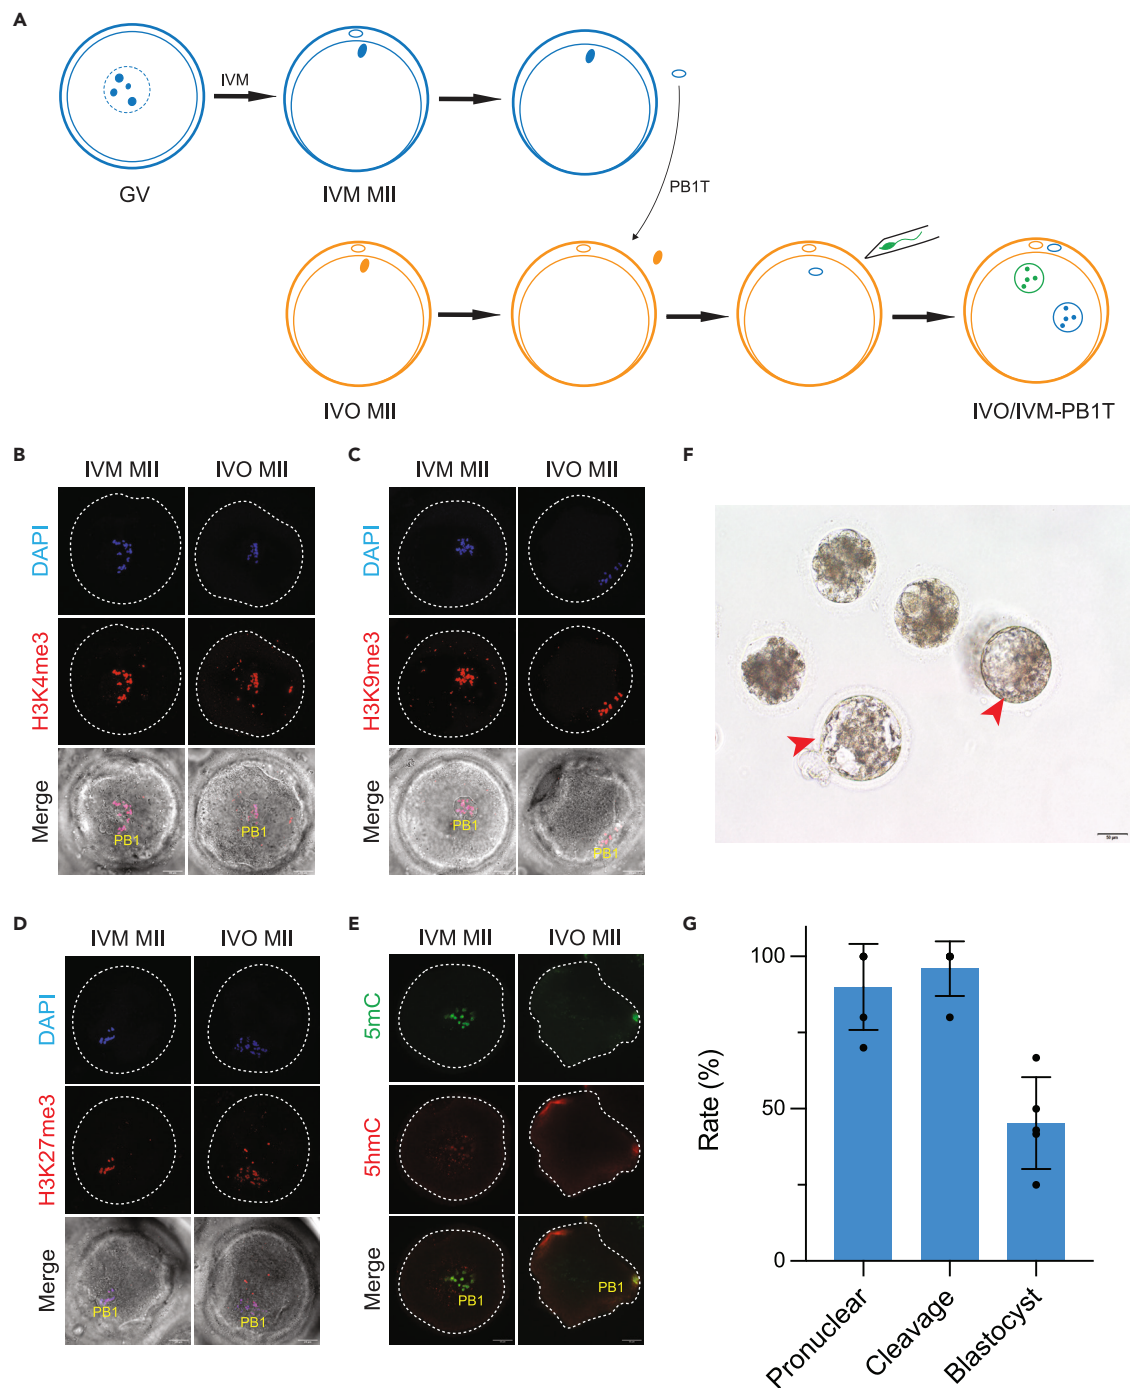 A
IVM
GV
IVM MII
PB1T
IVO MII
IVO/IVM-PB1T
B
IVM MII
IVO MII
DAPI
H3K4me3
Merge
PB1
PB1
C
IVM MII
IVO MII
DAPI
H3K9me3
Merge
PB1
PB1
F
50 μm
D
IVM MII
IVO MII
DAPI
H3K27me3
Merge
PB1
PB1
E
IVM MII
IVO MII
5mC
5hmC
Merge
PB1
PB1
G
Rate (%)
100
50
0
Pronuclear
Cleavage
Blastocyst